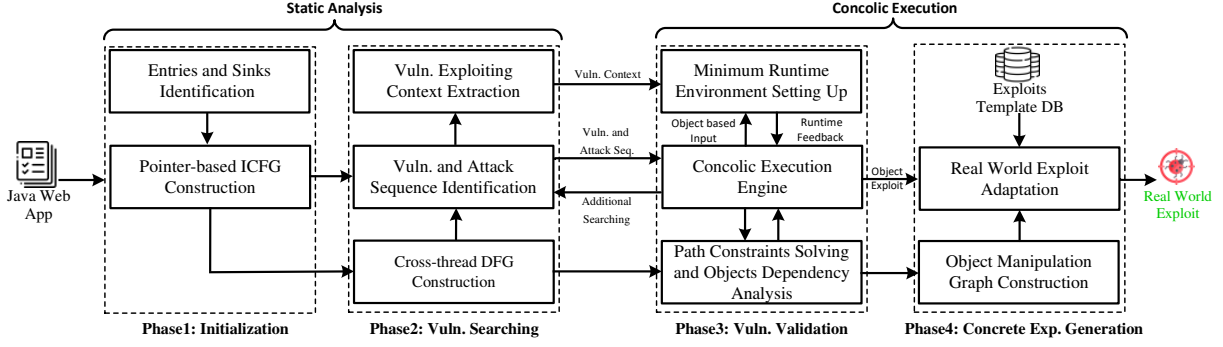 Static Analysis
Concolic Execution
Java Web
App
Entries and Sinks
Identification
Pointer-based ICFG
Construction
Phase1: Initialization
Vuln. Exploiting
Context Extraction
Vuln. and Attack
Sequence Identification
Cross-thread DFG
Construction
Phase2: Vuln. Searching
Vuln. Context
Vuln. and
Attack Seq.
Additional
Searching
Minimum Runtime
Environment Setting Up
Object based
Input
Runtime
Feedback
Concolic Execution
Engine
Path Constraints Solving
and Objects Dependency
Analysis
Phase3: Vuln. Validation
Object
Exploit
Exploits
Template DB
Real World Exploit
Adaptation
Object Manipulation
Graph Construction
Phase4: Concrete Exp. Generation
Real World
Exploit